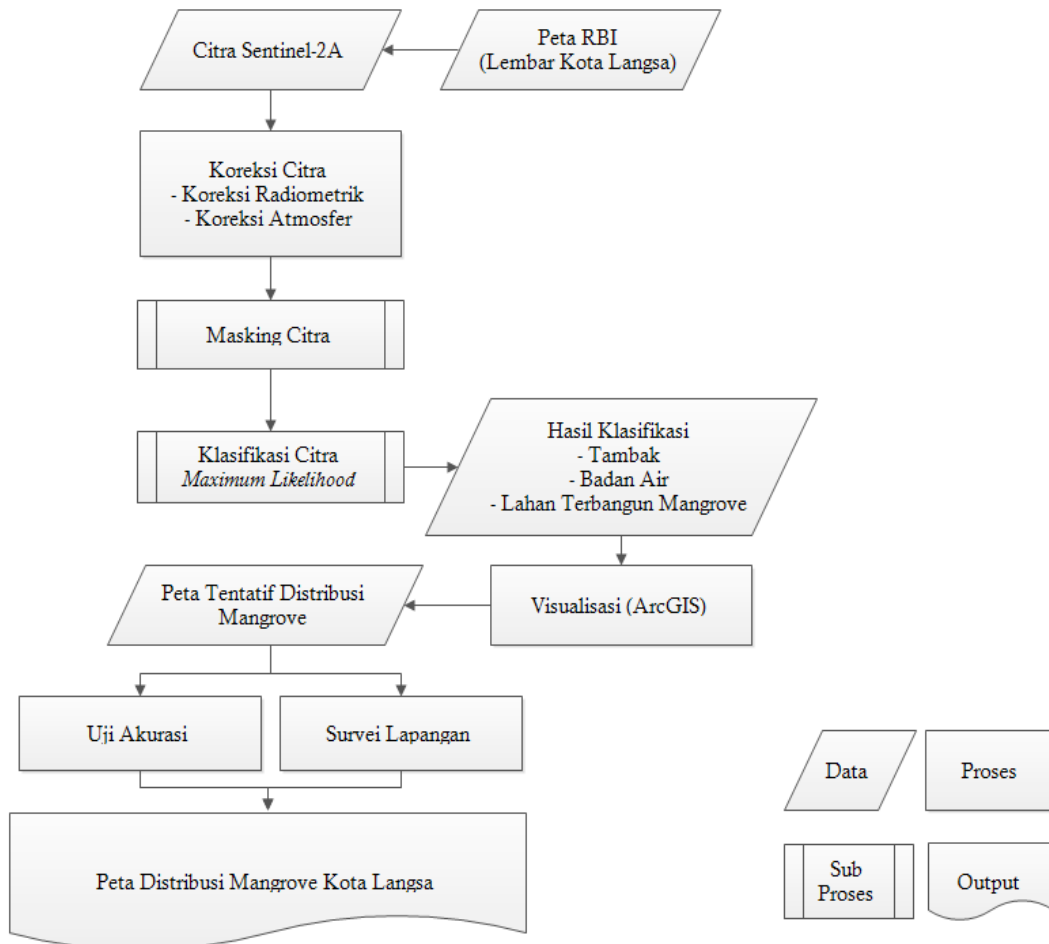 Citra Sentinel-2A
Peta RBI
(Lembar Kota Langsa)
Koreksi Citra
- Koreksi Radiometrik
- Koreksi Atmosfer
Masking Citra
Klasifikasi Citra
Maximum Likelihood
Hasil Klasifikasi
- Tambak
- Badan Air
- Lahan Terbangun Mangrove
Visualisasi (ArcGIS)
Peta Tentatif Distribusi
Mangrove
Uji Akurasi
Survei Lapangan
Peta Distribusi Mangrove Kota Langsa
Data
Proses
Sub
Proses
Output